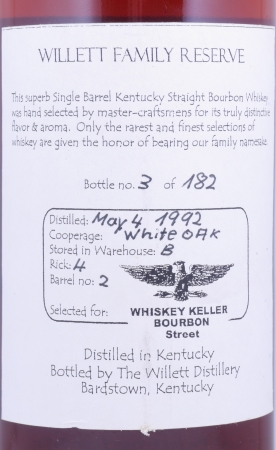 WILLETT FAMILY RESERVE
This superb Single Barrel Kentucky Straight Bourbon Whiskey
was hand selected by master-craftsmens for its truly distinctive
flavor & aroma. Only the rarest and finest selections of
whiskey are given the honor of bearing our family namesake.
Bottle no. 3 of 182
Distilled: May 4 1992
Cooperage: White OAK
Stored in Warehouse: B
Rick: 4
Barrel no: 2
Selected for: WHISKEY KELLER
BOURBON
Street
Distilled in Kentucky
Bottled by The Willett Distillery
Bardstown, Kentucky